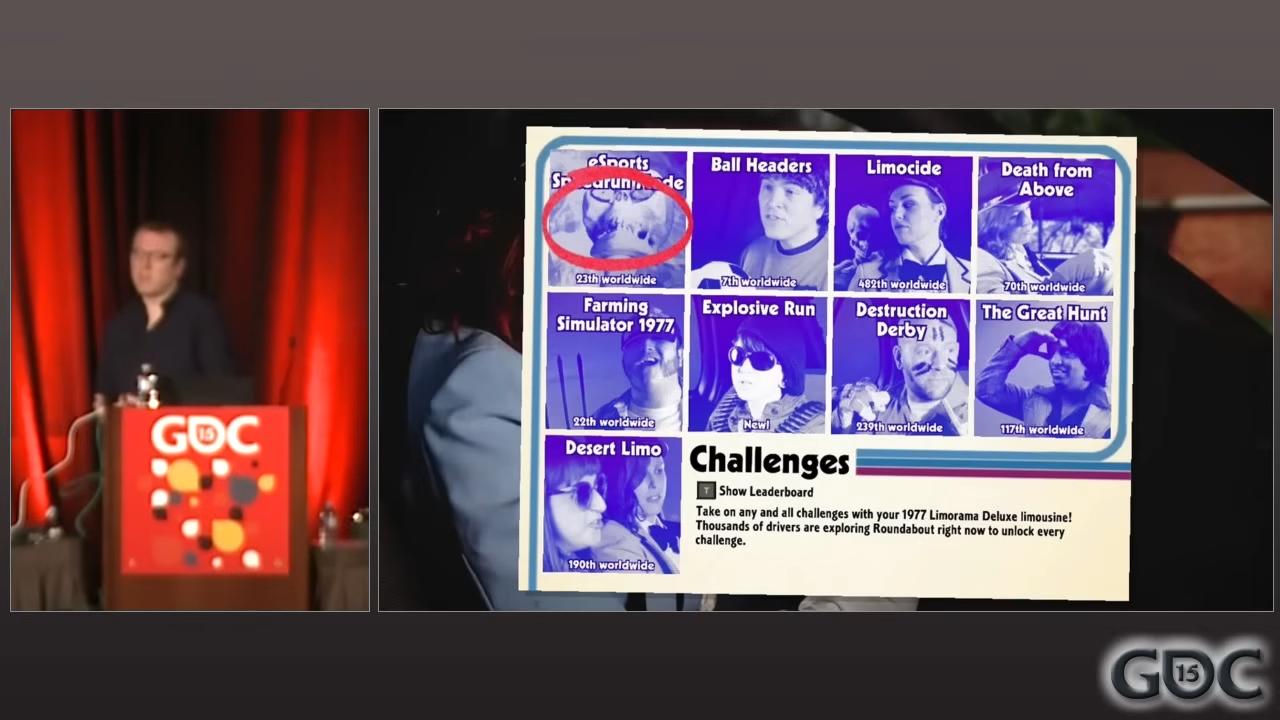 eSports
Speedrun Mode
23th worldwide
Ball Headers
7th worldwide
Limocide
482th worldwide
Death from
Above
70th worldwide
Farming
Simulator 1977
22th worldwide
Explosive Run
New!
Destruction
Derby
239th worldwide
The Great Hunt
117th worldwide
Desert Limo
190th worldwide
Challenges
T Show Leaderboard
Take on any and all challenges with your 1977 Limorama Deluxe limousine!
Thousands of drivers are exploring Roundabout right now to unlock every
challenge.
GDC 15
GDC 15